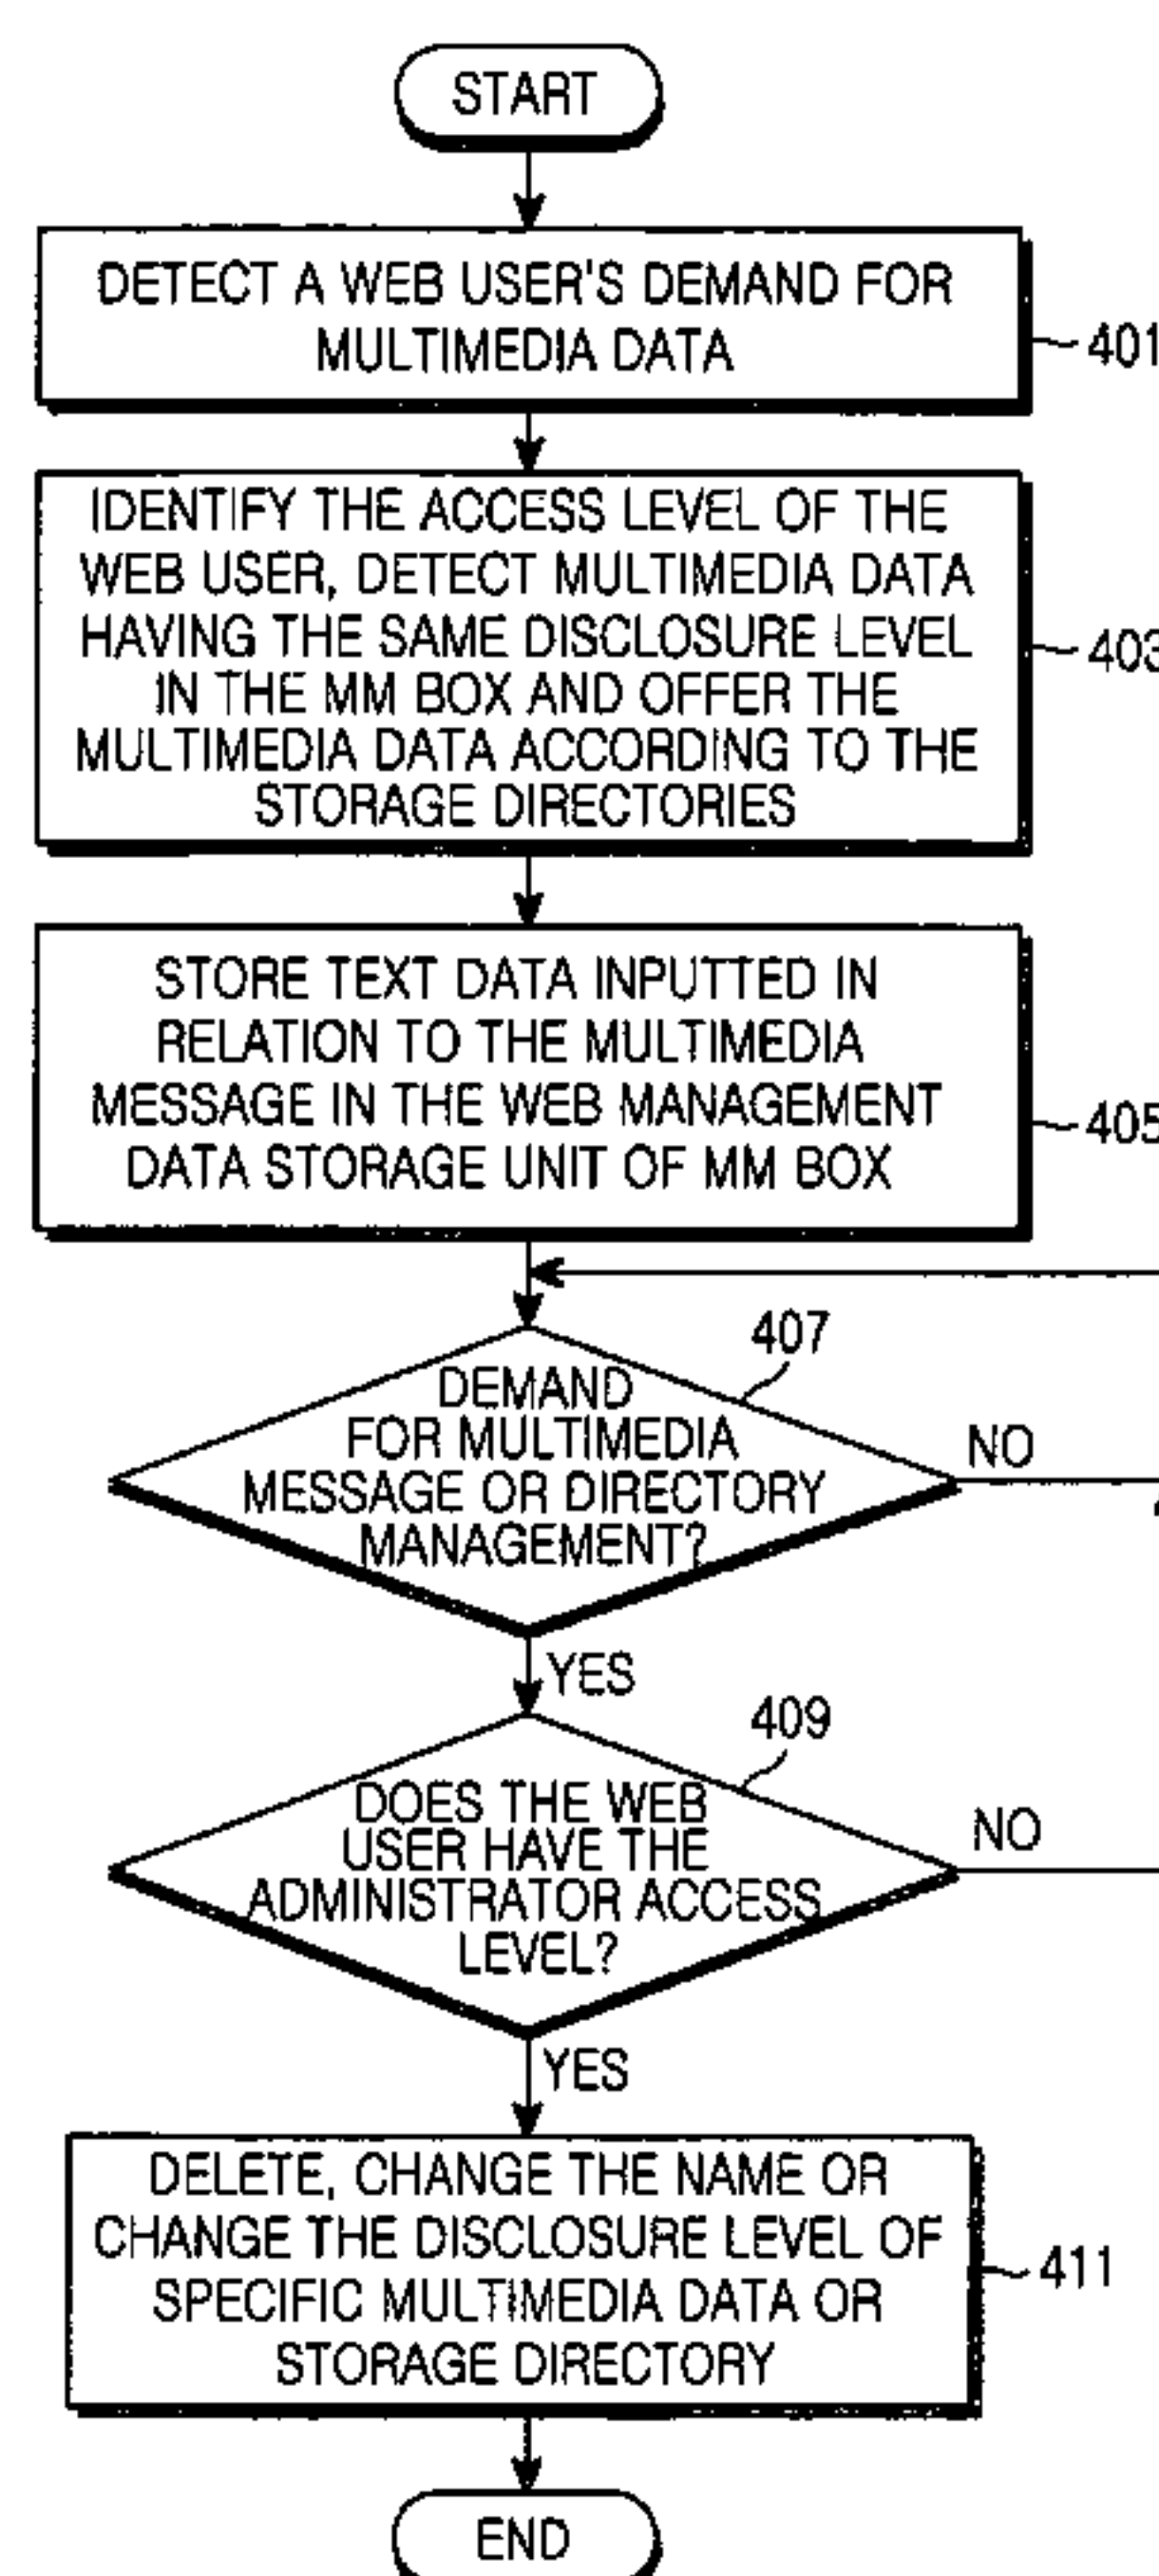 START
DETECT A WEB USER'S DEMAND FOR
MULTIMEDIA DATA
401
IDENTIFY THE ACCESS LEVEL OF THE
WEB USER, DETECT MULTIMEDIA DATA
HAVING THE SAME DISCLOSURE LEVEL
IN THE MM BOX AND OFFER THE
MULTIMEDIA DATA ACCORDING TO THE
STORAGE DIRECTORIES
403
STORE TEXT DATA INPUTTED IN
RELATION TO THE MULTIMEDIA
MESSAGE IN THE WEB MANAGEMENT
DATA STORAGE UNIT OF MM BOX
405
407
DEMAND
FOR MULTIMEDIA
MESSAGE OR DIRECTORY
MANAGEMENT?
NO
YES
409
DOES THE WEB
USER HAVE THE
ADMINISTRATOR ACCESS
LEVEL?
NO
YES
DELETE, CHANGE THE NAME OR
CHANGE THE DISCLOSURE LEVEL OF
SPECIFIC MULTIMEDIA DATA OR
STORAGE DIRECTORY
411
END